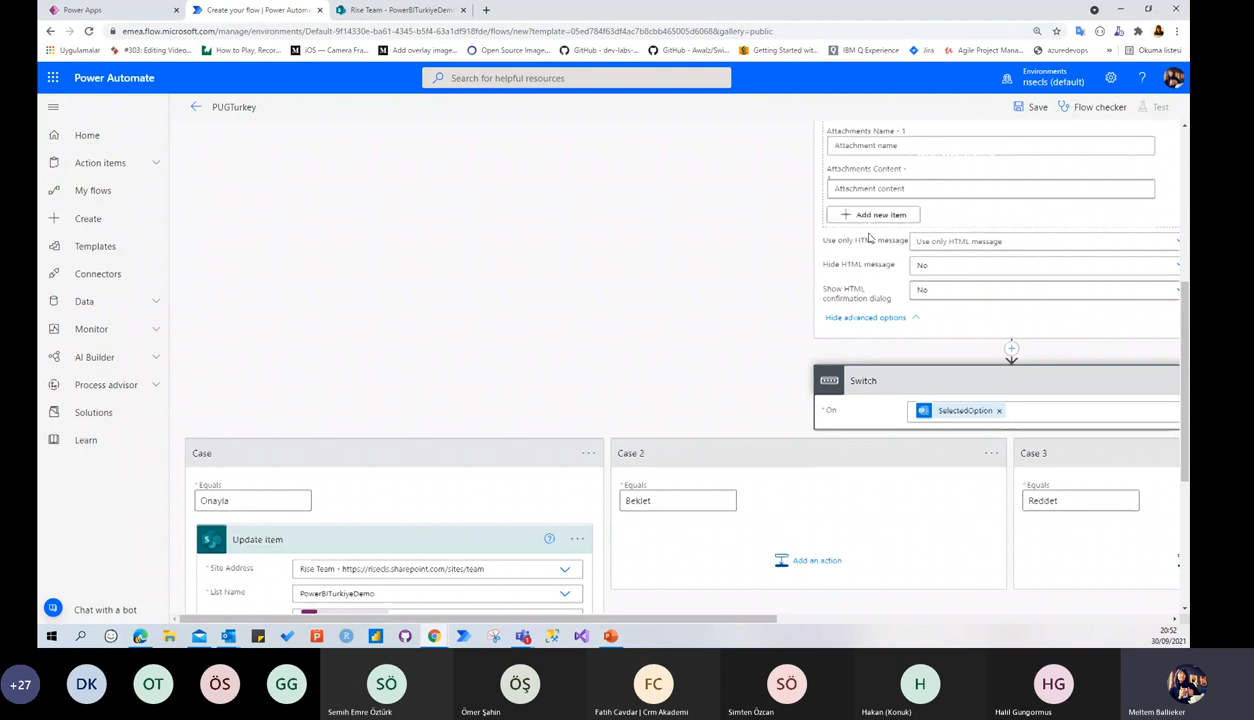 Power Apps
Create your flow | Power Automa
Rise Team - PowerBITurkiyeDemo
emea.flow.microsoft.com/manage/environments/Default-9f14330e-ba61-4345-b5f4-63a1df918fde/flows/new?template=05ed784f63df4ac7b8cbb465005d6068&gallery=public
Uygulamalar
#303: Editing Video...
How to Play, Recor...
iOS — Camera Fra...
Add overlay image...
Open Source Image...
GitHub - dev-labs-...
GitHub - Awalz/Swi...
Getting Started wit...
IBM Q Experience
Jira
Agile Project Mana...
azuredevops
»
Okuma listesi
Power Automate
Search for helpful resources
Environments
risecls (default)
PUGTurkey
Save
Flow checker
Test
Home
Action items
My flows
Create
Templates
Connectors
Data
Monitor
AI Builder
Process advisor
Solutions
Learn
Chat with a bot
Attachments Name - 1
Attachment name
Attachments Content -
1
Attachment content
Add new item
Use only HTML message
Use only HTML message
Hide HTML message
No
Show HTML
confirmation dialog
No
Hide advanced options
Switch
* On
SelectedOption ×
Case
* Equals
Onayla
Update item
* Site Address
Rise Team - https://risecls.sharepoint.com/sites/team
* List Name
PowerBITurkiyeDemo
Case 2
* Equals
Beklet
Add an action
Case 3
* Equals
Reddet
20:52
30/09/2021
+27
DK
OT
ÖS
GG
SÖ
Semih Emre Öztürk
ÖŞ
Ömer Şahin
FC
Fatih Cavdar | Crm Akademi
SÖ
Simten Özcan
H
Hakan (Konuk)
HG
Halil Gungormus
Meltem Ballieker